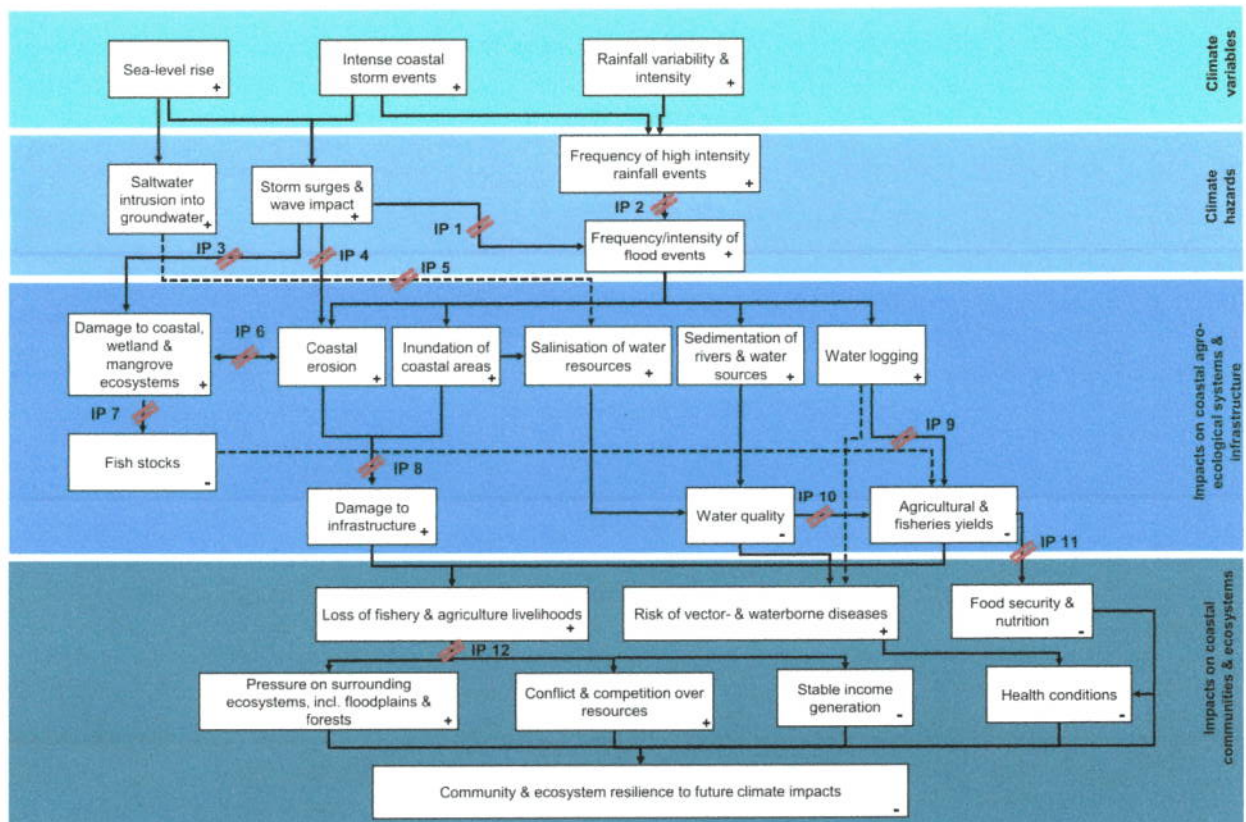 Sea-level rise
+
Intense coastal
storm events
+
Rainfall variability &
intensity
+
Climate
variables
Saltwater
intrusion into
groundwater
+
Storm surges &
wave impact
+
Frequency of high intensity
rainfall events
+
IP 1
IP 2
Frequency/intensity of
flood events
+
IP 3
IP 4
IP 5
Climate
hazards
Damage to coastal,
wetland &
mangrove
ecosystems
+
IP 6
Coastal
erosion
+
Inundation of
coastal areas
+
Salinisation of water
resources
+
Sedimentation of
rivers & water
sources
+
Water logging
+
IP 7
Fish stocks
-
IP 8
IP 9
Damage to
infrastructure
+
Water quality
-
IP 10
Agricultural &
fisheries yields
-
IP 11
Impacts on coastal agro-
ecological systems &
infrastructure
Loss of fishery & agriculture livelihoods
+
Risk of vector- & waterborne diseases
+
Food security &
nutrition
-
IP 12
Pressure on surrounding
ecosystems, incl. floodplains &
forests
+
Conflict & competition over
resources
+
Stable income
generation
-
Health conditions
-
Community & ecosystem resilience to future climate impacts
-
Impacts on coastal
communities & ecosystems